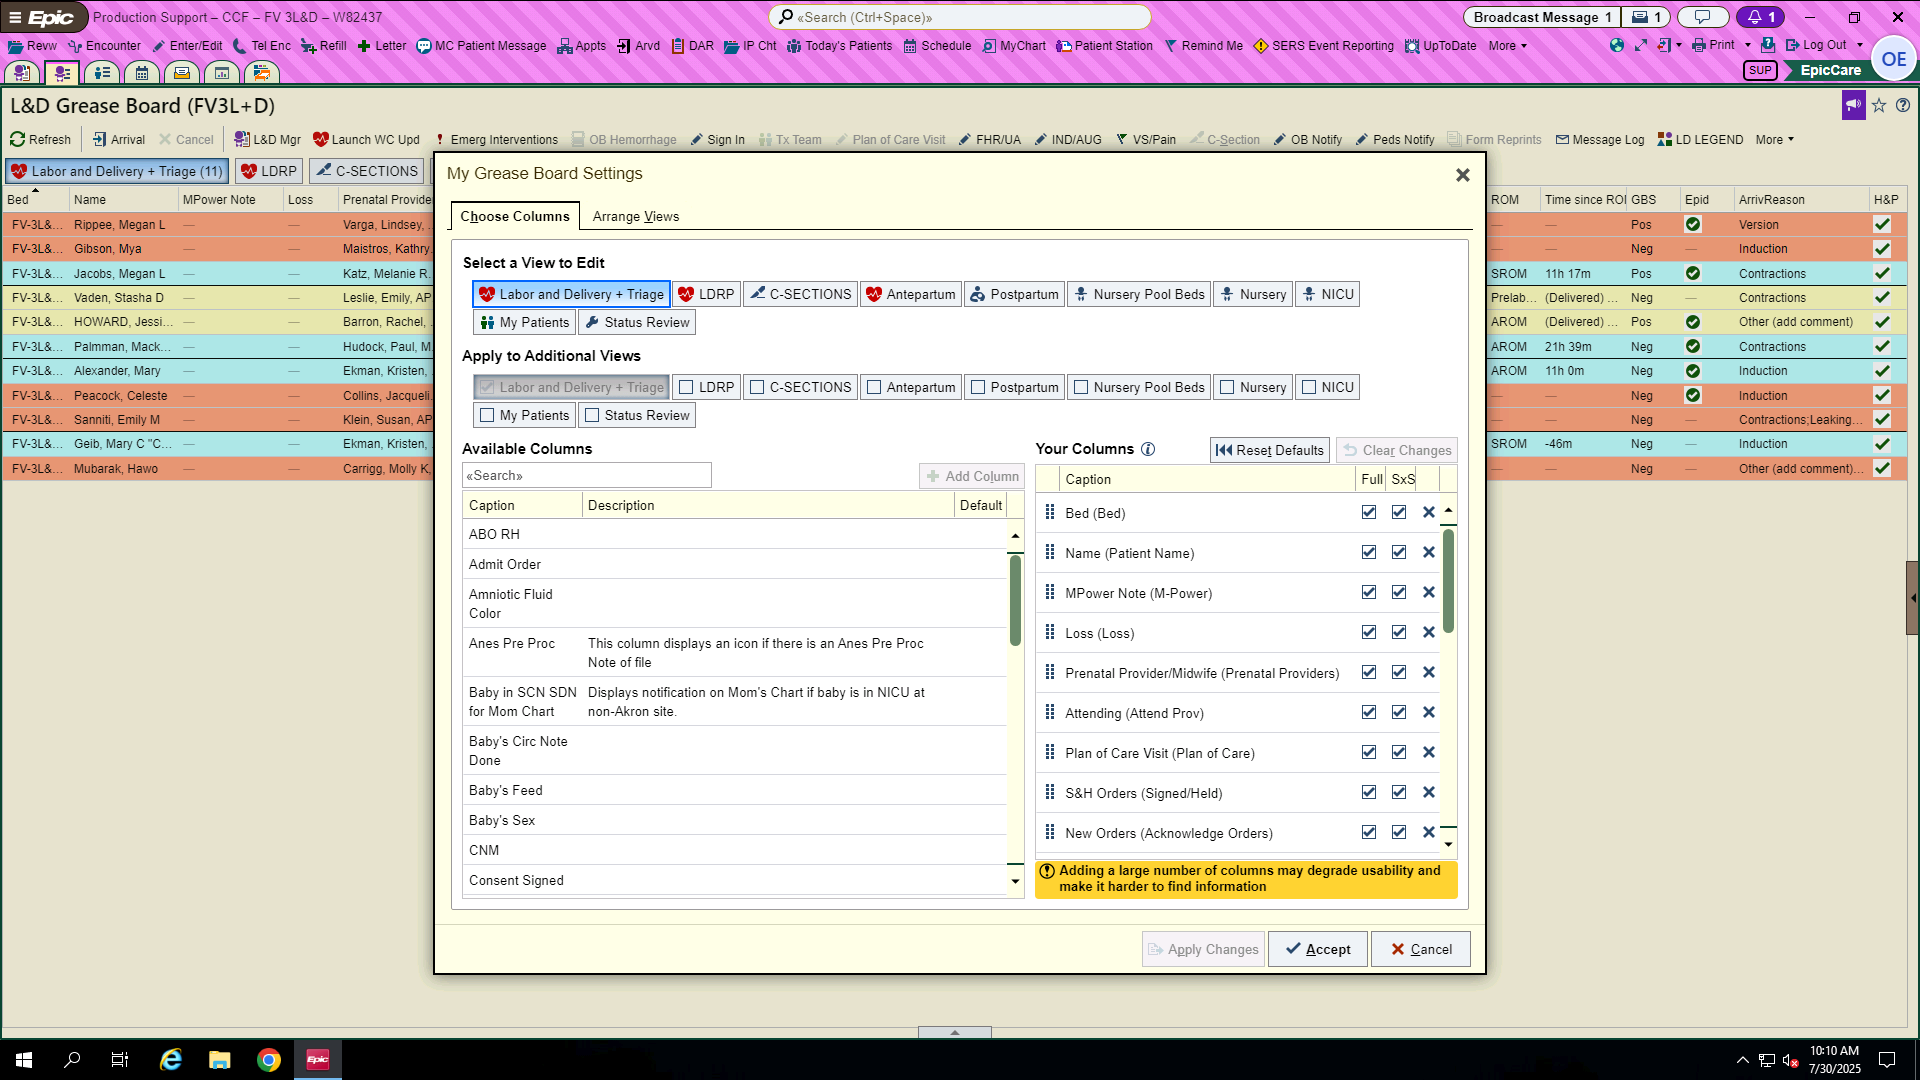 Epic
Production Support – CCF – FV 3L&D – W82437
«Search (Ctrl+Space)»
Broadcast Message 1
1
1
Revw
Encounter
Enter/Edit
Tel Enc
Refill
Letter
MC Patient Message
Appts
Arvd
DAR
IP Cht
Today's Patients
Schedule
MyChart
Patient Station
Remind Me
SERS Event Reporting
UpToDate
More
Print
Log Out
OE
SUP
EpicCare
L&D Grease Board (FV3L+D)
Refresh
Arrival
Cancel
L&D Mgr
Launch WC Upd
Emerg Interventions
OB Hemorrhage
Sign In
Tx Team
Plan of Care Visit
FHR/UA
IND/AUG
VS/Pain
C-Section
OB Notify
Peds Notify
Form Reprints
Message Log
LD LEGEND
More
Labor and Delivery + Triage (11)
LDRP
C-SECTIONS
Bed Name MPower Note Loss Prenatal Provide
ROM Time since ROI GBS Epid ArrivReason H&P
FV-3L&... Rippee, Megan L — — Varga, Lindsey, ... — — Pos Version
FV-3L&... Gibson, Mya — — Maistros, Kathry... — — Neg — Induction
FV-3L&... Jacobs, Megan L — — Katz, Melanie R. SROM 11h 17m Pos Contractions
FV-3L&... Vaden, Stasha D — — Leslie, Emily, AP Prelab... (Delivered) ... Neg — Contractions
FV-3L&... HOWARD, Jessi... — — Barron, Rachel, ... AROM (Delivered) ... Pos Other (add comment)
FV-3L&... Palmman, Mack... — — Hudock, Paul, M. AROM 21h 39m Neg Contractions
FV-3L&... Alexander, Mary — — Ekman, Kristen, ... AROM 11h 0m Neg Induction
FV-3L&... Peacock, Celeste — — Collins, Jacqueli... — — Neg Induction
FV-3L&... Sanniti, Emily M — — Klein, Susan, AP — — Neg — Contractions;Leaking...
FV-3L&... Geib, Mary C "C... — — Ekman, Kristen, ... SROM -46m Neg — Induction
FV-3L&... Mubarak, Hawo — — Carrigg, Molly K, — — Neg — Other (add comment)...
My Grease Board Settings
Choose Columns
Arrange Views
Select a View to Edit
Labor and Delivery + Triage
LDRP
C-SECTIONS
Antepartum
Postpartum
Nursery Pool Beds
Nursery
NICU
My Patients
Status Review
Apply to Additional Views
Labor and Delivery + Triage
LDRP
C-SECTIONS
Antepartum
Postpartum
Nursery Pool Beds
Nursery
NICU
My Patients
Status Review
Available Columns
«Search»
Add Column
Caption Description Default
ABO RH
Admit Order
Amniotic Fluid
Color
Anes Pre Proc This column displays an icon if there is an Anes Pre Proc
Note of file
Baby in SCN SDN Displays notification on Mom's Chart if baby is in NICU at
for Mom Chart non-Akron site.
Baby's Circ Note
Done
Baby's Feed
Baby's Sex
CNM
Consent Signed
Your Columns
Reset Defaults
Clear Changes
Caption Full SxS
Bed (Bed)
Name (Patient Name)
MPower Note (M-Power)
Loss (Loss)
Prenatal Provider/Midwife (Prenatal Providers)
Attending (Attend Prov)
Plan of Care Visit (Plan of Care)
S&H Orders (Signed/Held)
New Orders (Acknowledge Orders)
Adding a large number of columns may degrade usability and
make it harder to find information
Apply Changes
Accept
Cancel
Epic
10:10 AM
7/30/2025